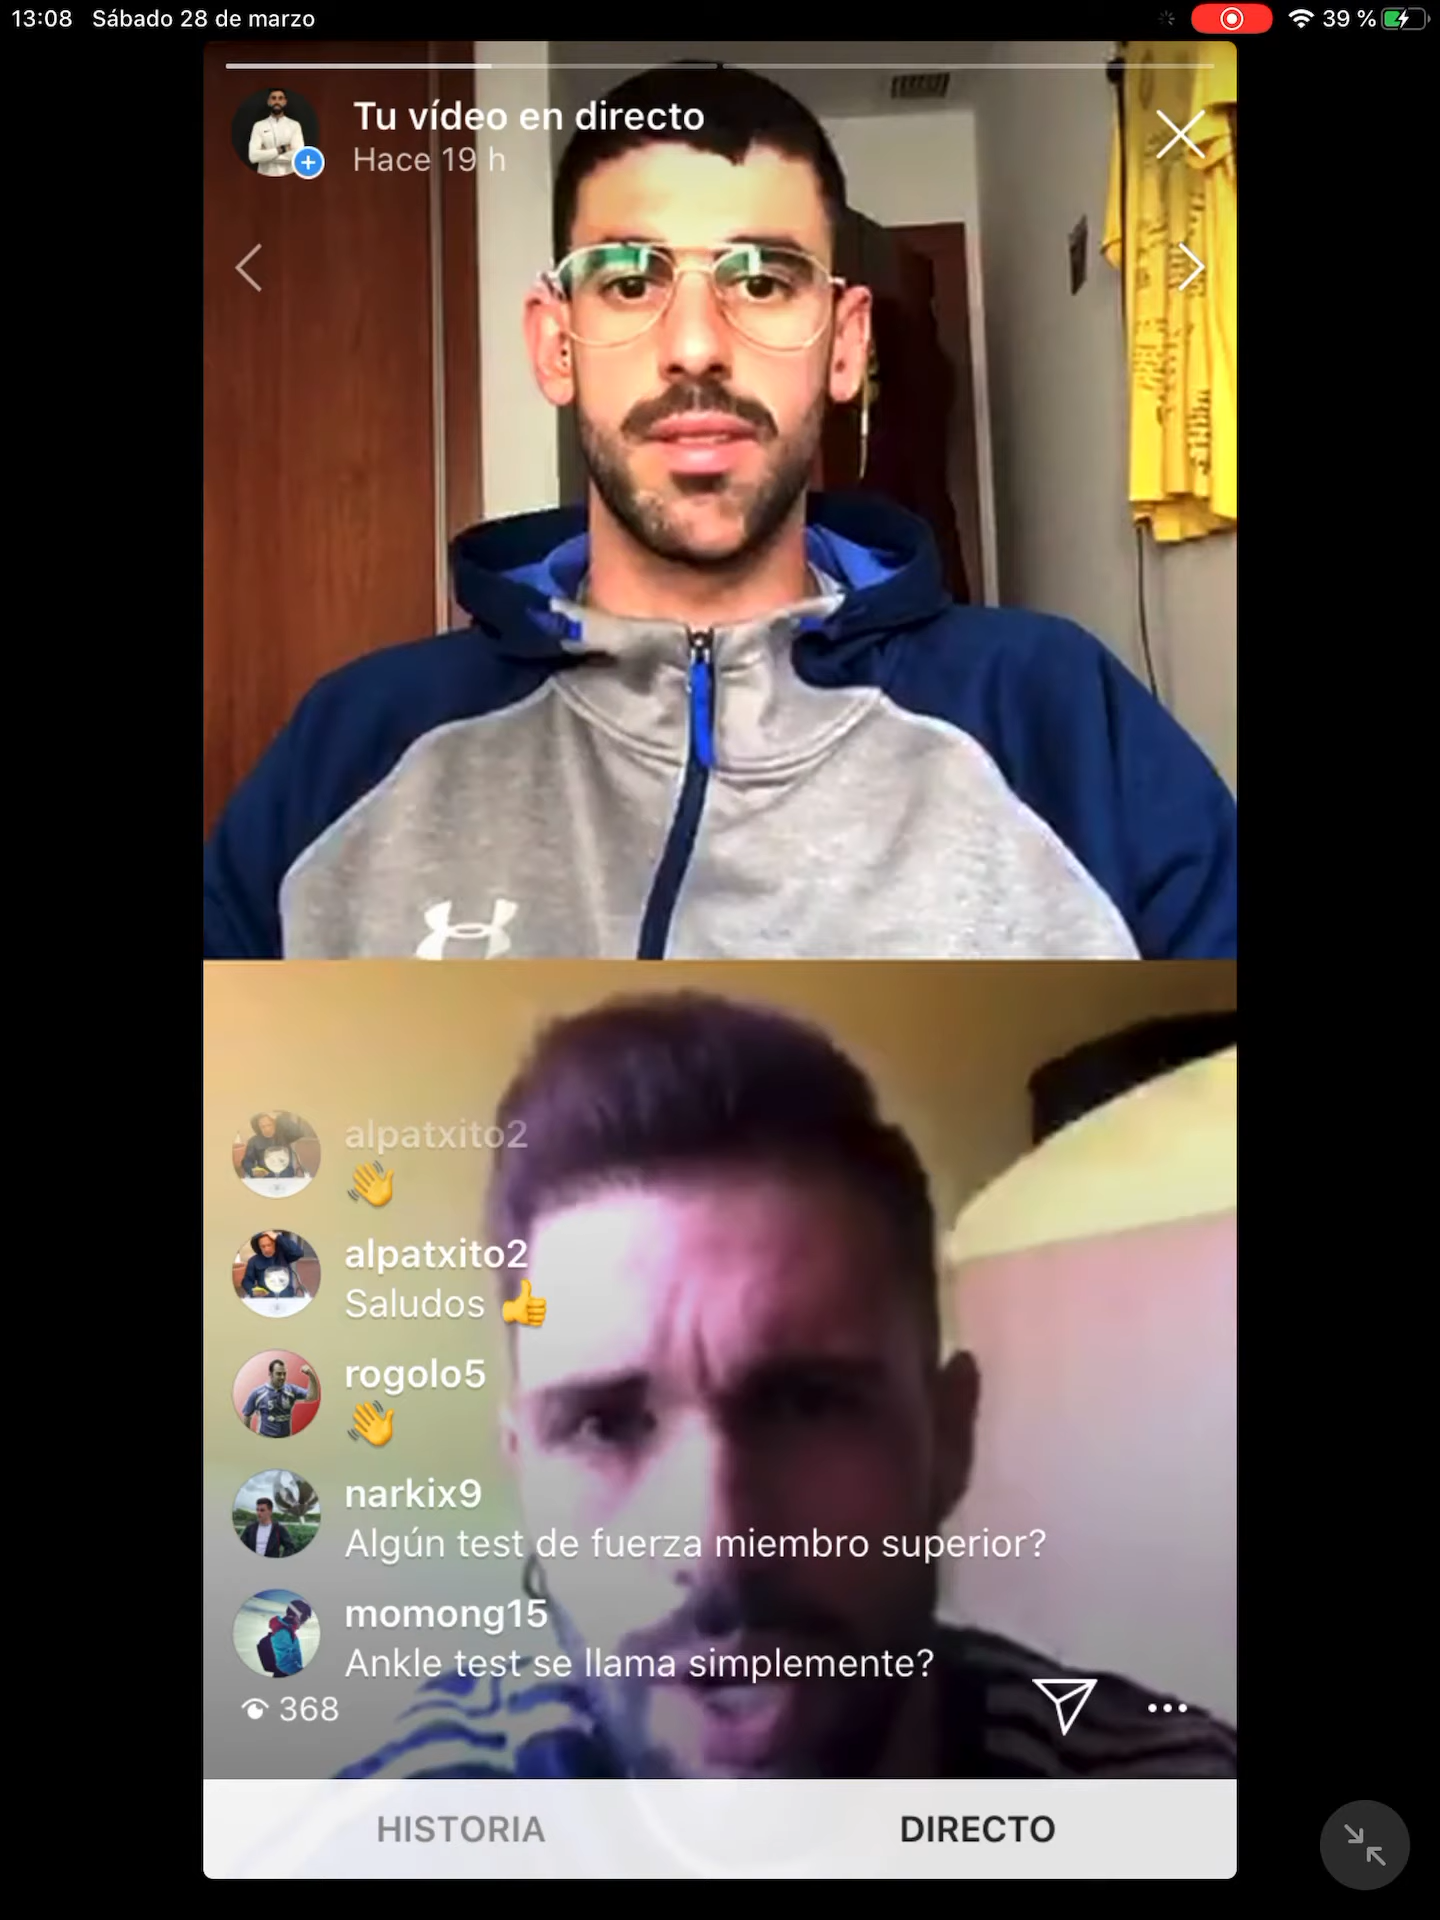 13:08 Sábado 28 de marzo
39 %
Tu vídeo en directo
Hace 19 h
alpatxito2
👋
alpatxito2
Saludos 👍
rogolo5
👋
narkix9
Algún test de fuerza miembro superior?
momong15
Ankle test se llama simplemente?
368
HISTORIA
DIRECTO